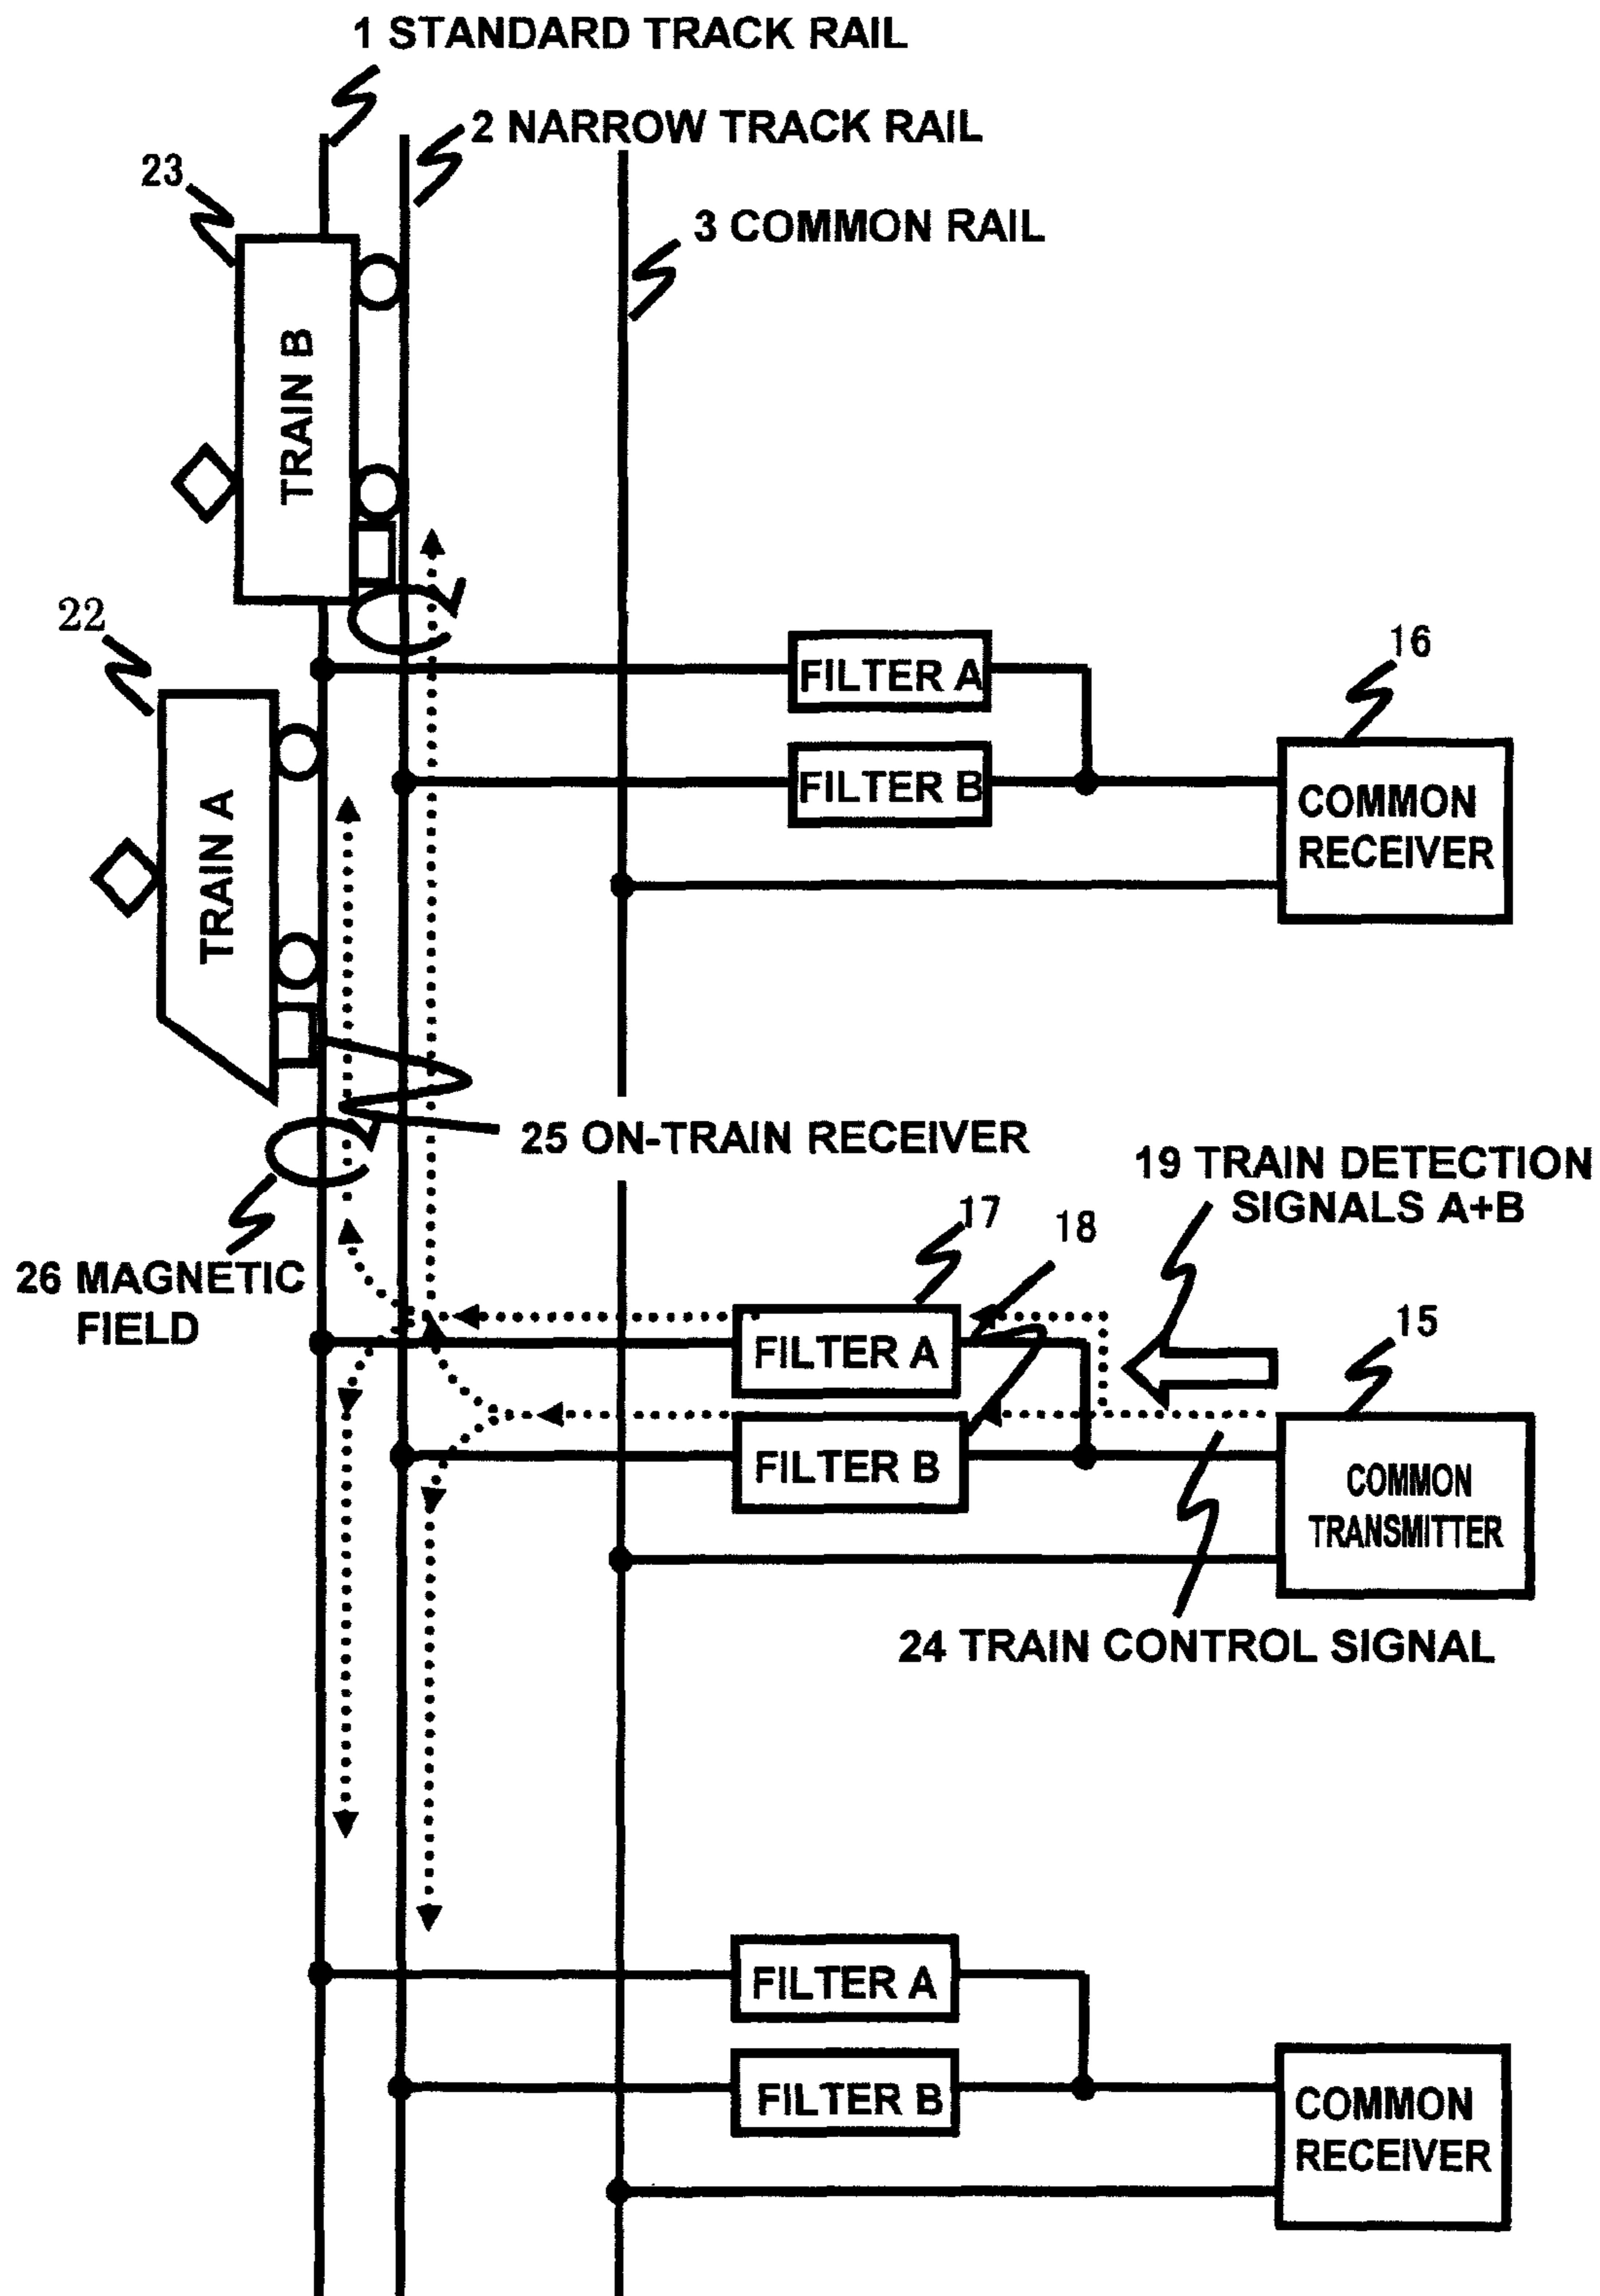 1 STANDARD TRACK RAIL
2 NARROW TRACK RAIL
23
3 COMMON RAIL
TRAIN B
22
FILTER A
16
FILTER B
COMMON
RECEIVER
TRAIN A
25 ON-TRAIN RECEIVER
19 TRAIN DETECTION
SIGNALS A+B
17
18
26 MAGNETIC
FIELD
15
FILTER A
FILTER B
COMMON
TRANSMITTER
24 TRAIN CONTROL SIGNAL
FILTER A
FILTER B
COMMON
RECEIVER